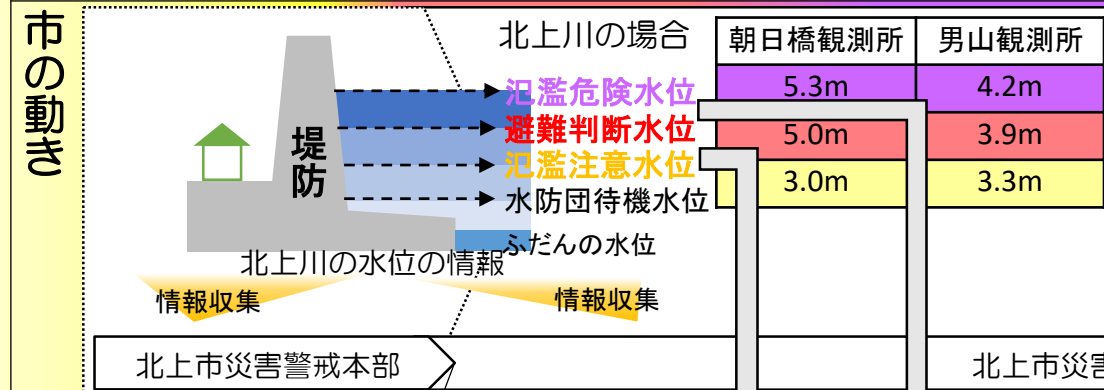 市の動き
北上川の場合
朝日橋観測所 男山観測所
氾濫危険水位 5.3m 4.2m
避難判断水位 5.0m 3.9m
氾濫注意水位 3.0m 3.3m
水防団待機水位
ふだんの水位
堤防
北上川の水位の情報
情報収集 情報収集
北上市災害警戒本部 北上市災害